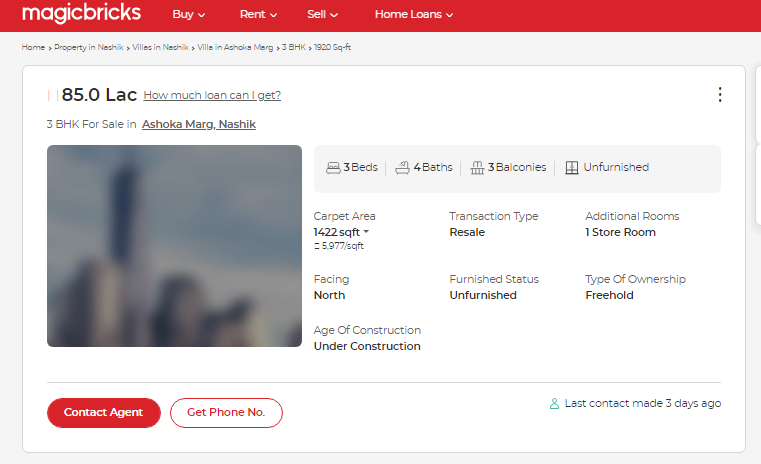 magicbricks
Buy Rent Sell Home Loans
Home > Property in Nashik > Villas in Nashik > Villa in Ashoka Marg > 3 BHK > 1920 Sq-ft
85.0 Lac How much loan can I get?
3 BHK For Sale in Ashoka Marg, Nashik
3 Beds 4 Baths 3 Balconies Unfurnished
Carpet Area Transaction Type Additional Rooms
1422 sqft Resale 1 Store Room
5,977/sqft
Facing Furnished Status Type Of Ownership
North Unfurnished Freehold
Age Of Construction
Under Construction
Contact Agent Get Phone No. Last contact made 3 days ago